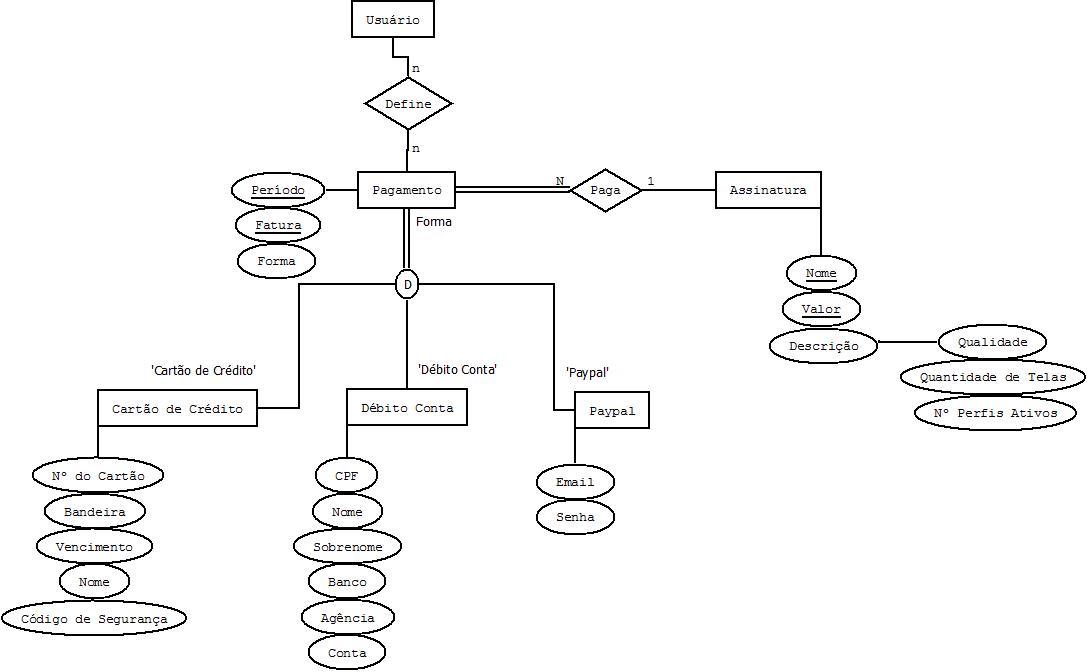 Usuário
n
Define
n
Período
Pagamento
N
Paga
1
Assinatura
Fatura
Forma
Forma
D
Nome
Valor
Descrição
Qualidade
Quantidade de Telas
Nº Perfis Ativos
'Cartão de Crédito'
'Débito Conta'
'Paypal'
Cartão de Crédito
Débito Conta
Paypal
Nº do Cartão
Bandeira
Vencimento
Nome
Código de Segurança
CPF
Nome
Sobrenome
Banco
Agência
Conta
Email
Senha